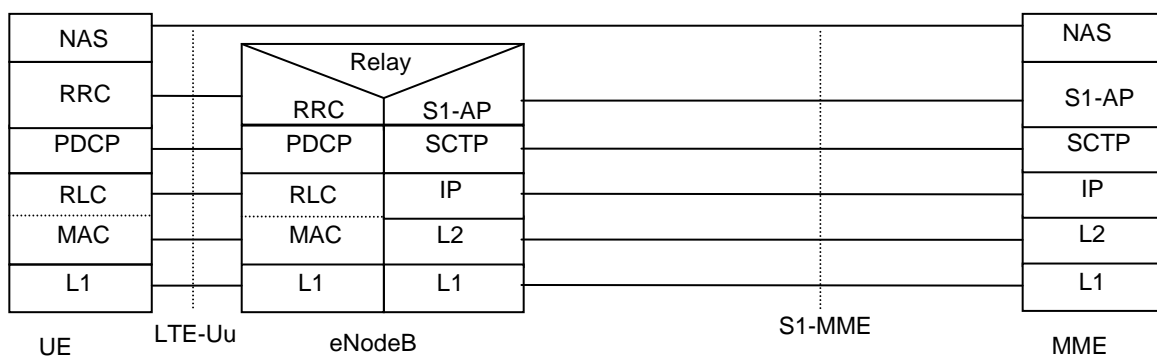 NAS NAS
Relay
RRC RRC S1-AP S1-AP
PDCP PDCP SCTP SCTP
RLC RLC IP IP
MAC MAC L2 L2
L1 L1 L1 L1
UE LTE-Uu eNodeB S1-MME MME